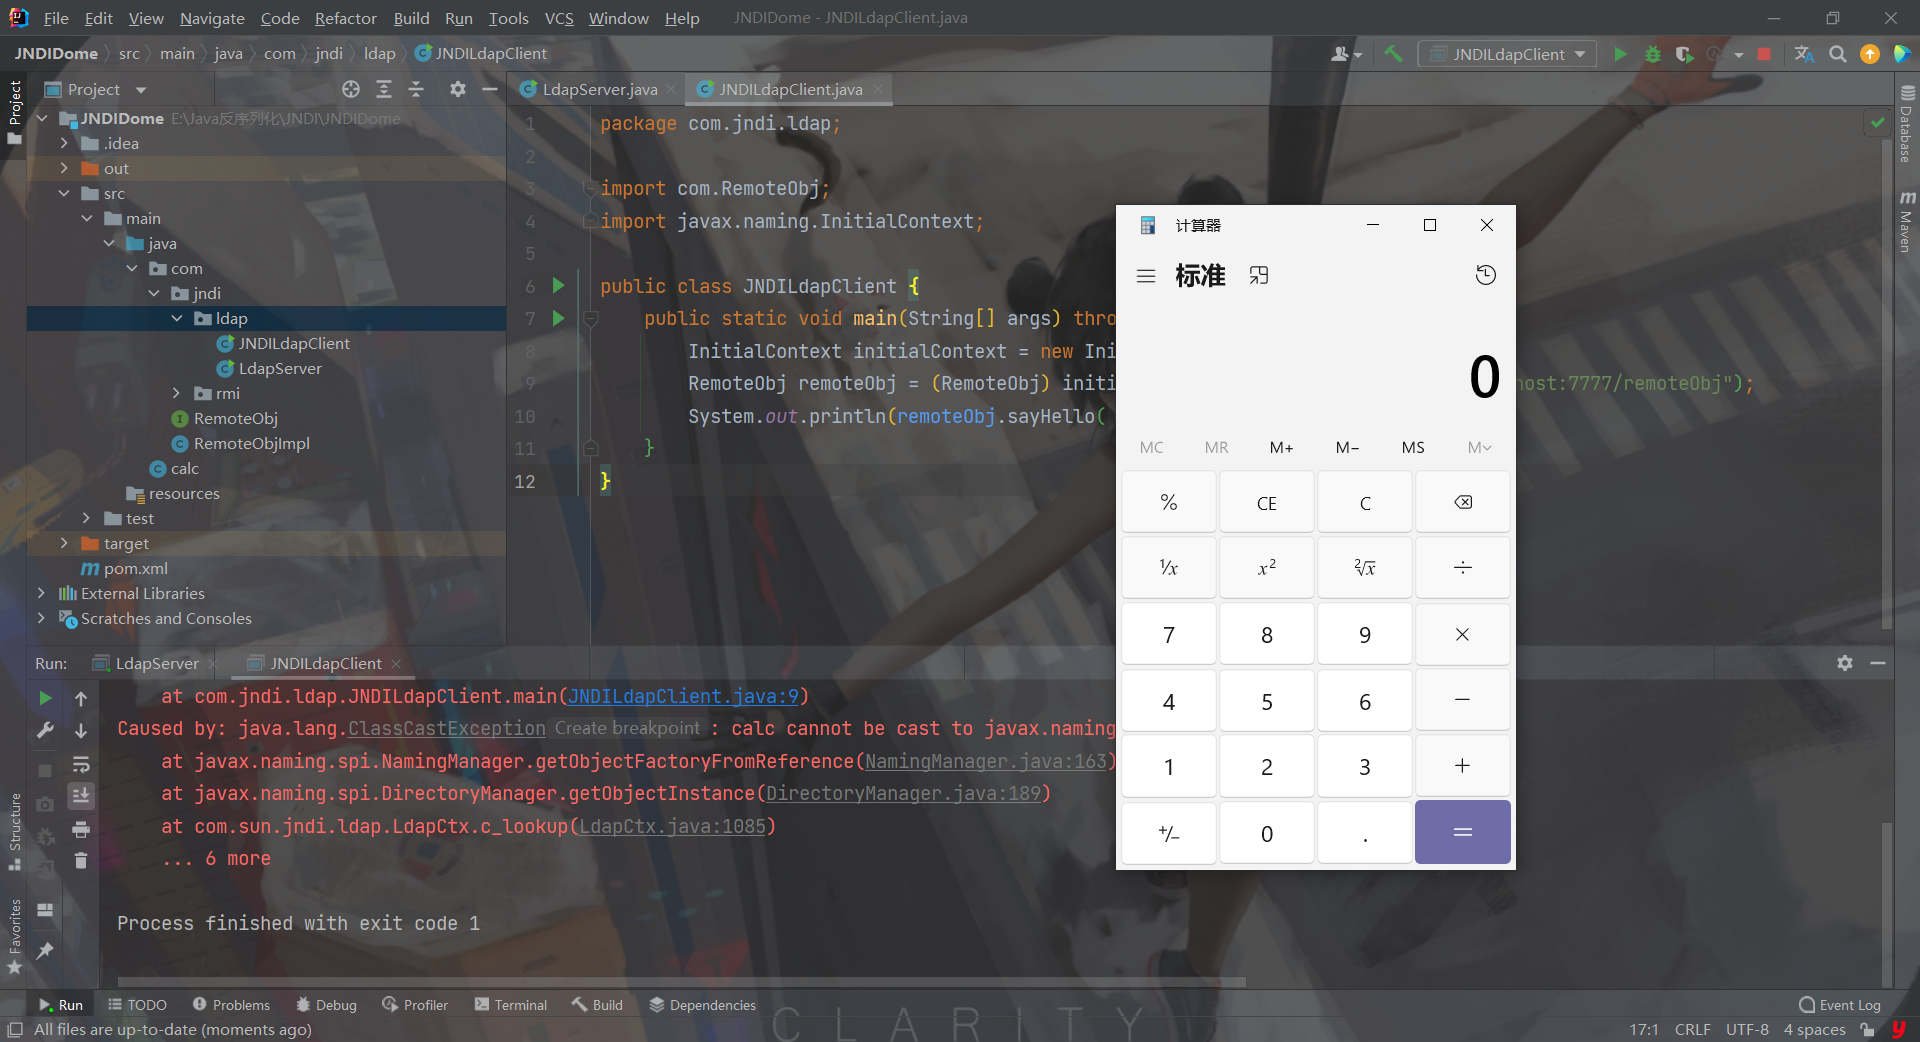 File Edit View Navigate Code Refactor Build Run Tools VCS Window Help JNDIDome - JNDILdapClient.java
JNDIDome src main java com jndi ldap JNDILdapClient
JNDILdapClient
Project
Project
LdapServer.java
JNDILdapClient.java
JNDIDome E:\Java反序列化\JNDI\JNDIDome
.idea
out
src
main
java
com
jndi
ldap
JNDILdapClient
LdapServer
rmi
RemoteObj
RemoteObjImpl
calc
resources
test
target
pom.xml
External Libraries
Scratches and Consoles
1 package com.jndi.ldap;
2
3 import com.RemoteObj;
4 import javax.naming.InitialContext;
5
6 public class JNDILdapClient {
7 public static void main(String[] args) thro
8 InitialContext initialContext = new Ini
9 RemoteObj remoteObj = (RemoteObj) initi host:7777/remoteObj");
10 System.out.println(remoteObj.sayHello(
11 }
12 }
Database
Maven
计算器
标准
0
MC MR M+ M− MS M
% CE C
¹/x x² ²√x ÷
7 8 9 ×
4 5 6 −
1 2 3 +
+/− 0 . =
Run: LdapServer JNDILdapClient
at com.jndi.ldap.JNDILdapClient.main(JNDILdapClient.java:9)
Caused by: java.lang.ClassCastException Create breakpoint : calc cannot be cast to javax.naming
at javax.naming.spi.NamingManager.getObjectFactoryFromReference(NamingManager.java:163)
at javax.naming.spi.DirectoryManager.getObjectInstance(DirectoryManager.java:189)
at com.sun.jndi.ldap.LdapCtx.c_lookup(LdapCtx.java:1085)
... 6 more
Process finished with exit code 1
Structure
Favorites
Run TODO Problems Debug Profiler Terminal Build Dependencies Event Log
CLARITY
All files are up-to-date (moments ago) 17:1 CRLF UTF-8 4 spaces